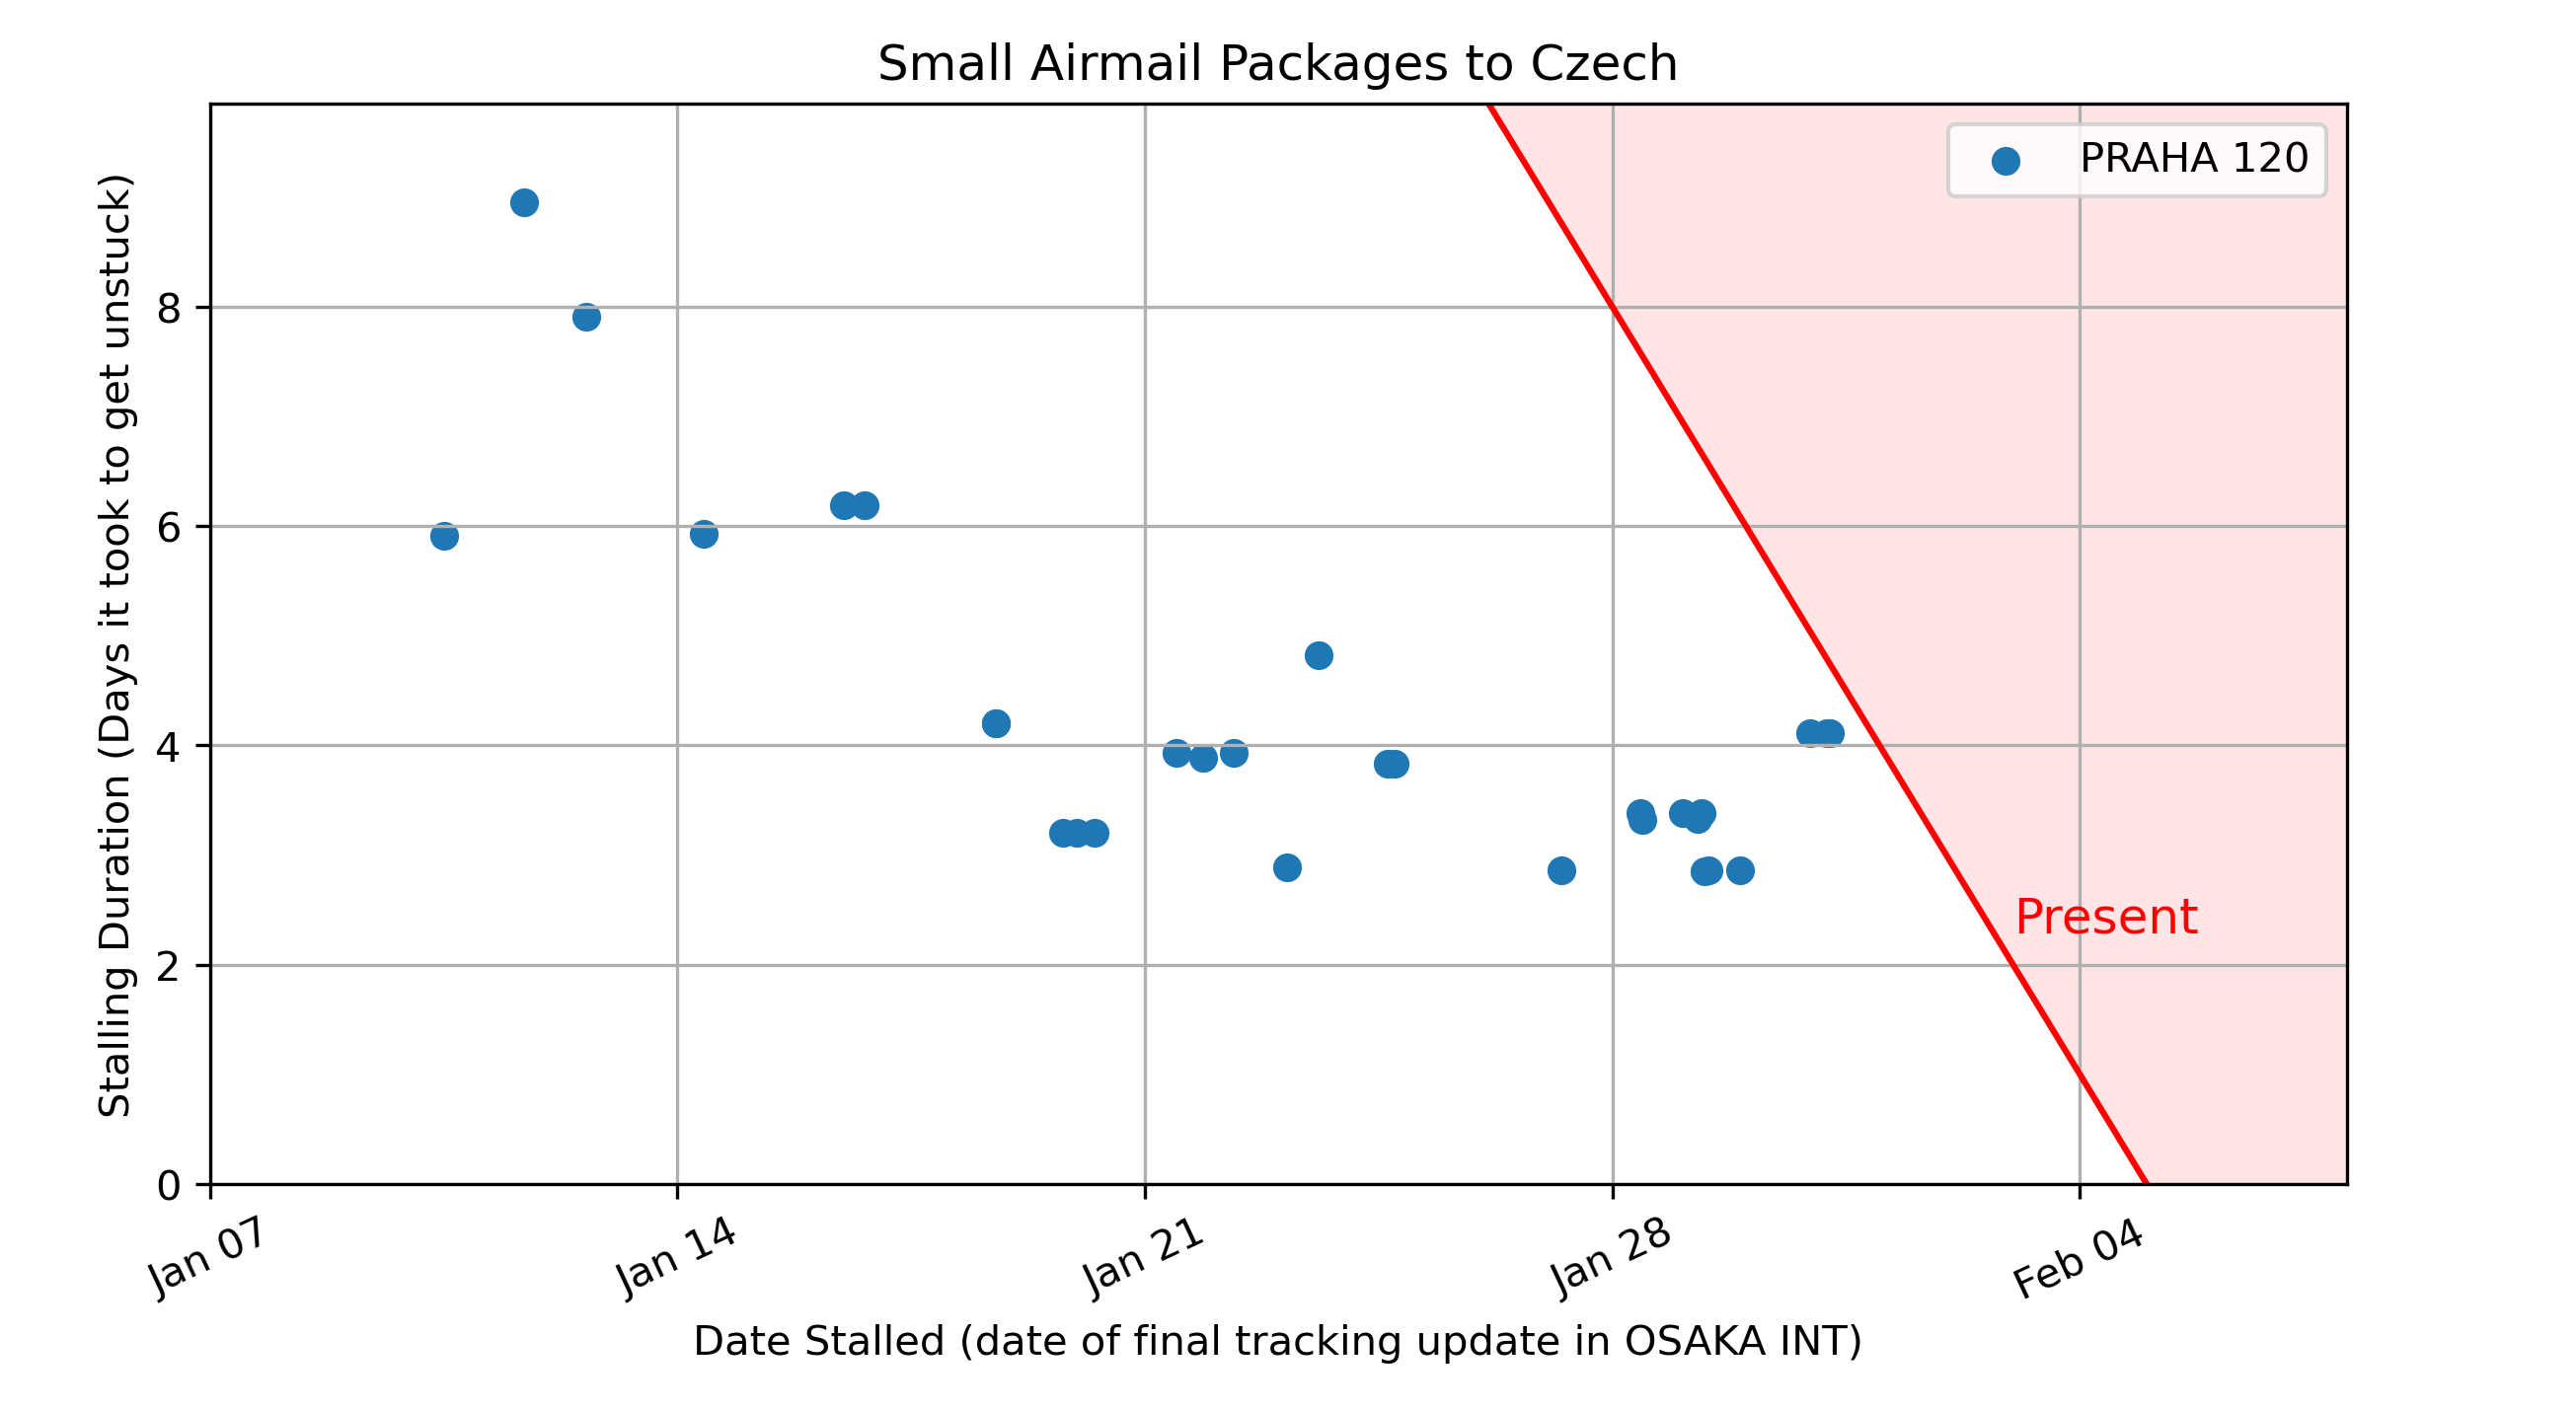 Small Airmail Packages to Czech
PRAHA 120
Stalling Duration (Days it took to get unstuck)
8
6
4
2
0
Present
Jan 07
Jan 14
Jan 21
Jan 28
Feb 04
Date Stalled (date of final tracking update in OSAKA INT)